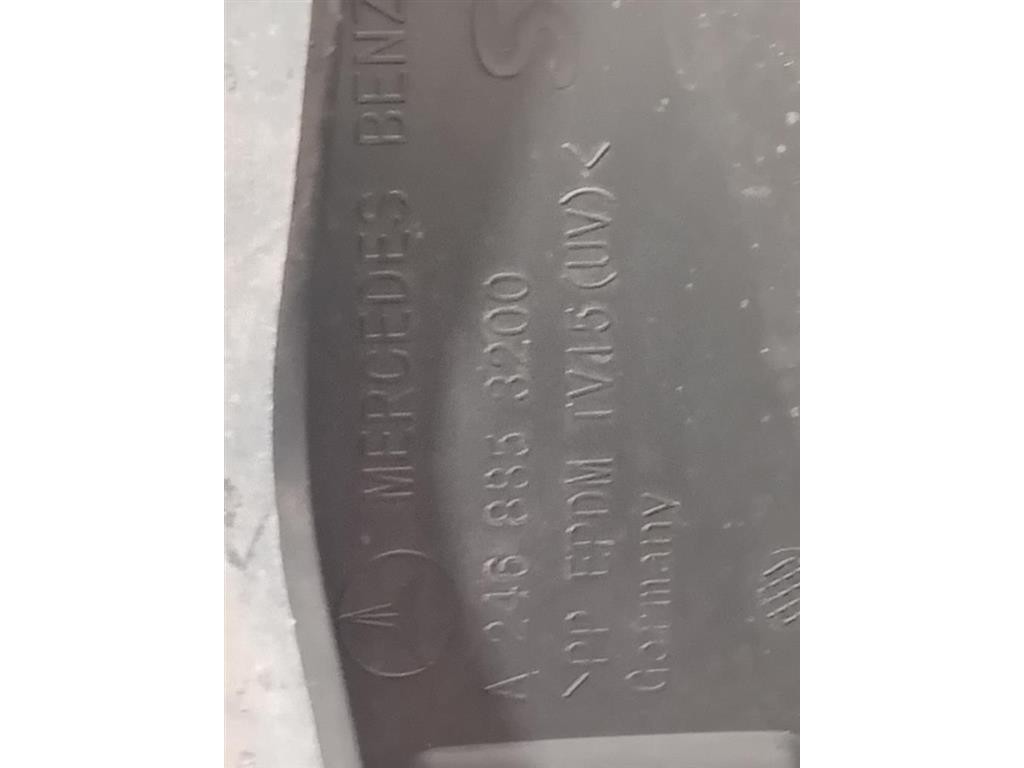 MERCEDES BENZ
A 246 885 3200
>PP EPDM TV15(UV)<
Germany